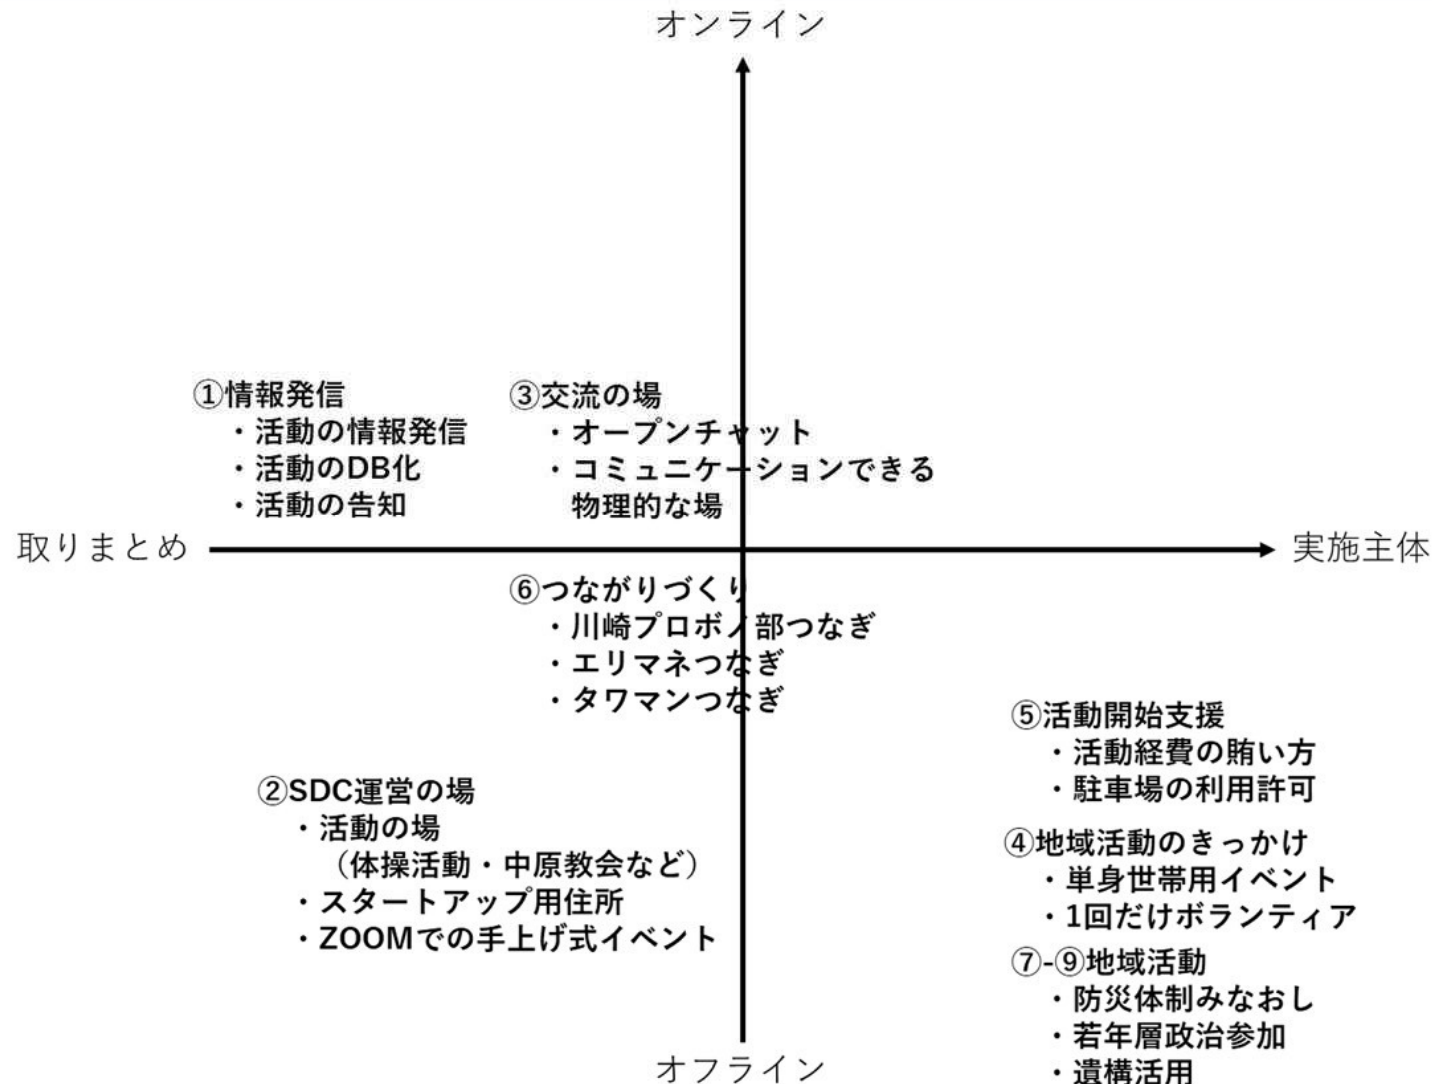 オンライン
①情報発信
・活動の情報発信
・活動のDB化
・活動の告知
③交流の場
・オープンチャット
・コミュニケーションできる
物理的な場
取りまとめ
実施主体
⑥つながりづくり
・川崎プロボノ部つなぎ
・エリマネつなぎ
・タワマンつなぎ
②SDC運営の場
・活動の場
（体操活動・中原教会など）
・スタートアップ用住所
・ZOOMでの手上げ式イベント
⑤活動開始支援
・活動経費の賄い方
・駐車場の利用許可
④地域活動のきっかけ
・単身世帯用イベント
・1回だけボランティア
⑦-⑨地域活動
・防災体制みなおし
・若年層政治参加
・遺構活用
オフライン